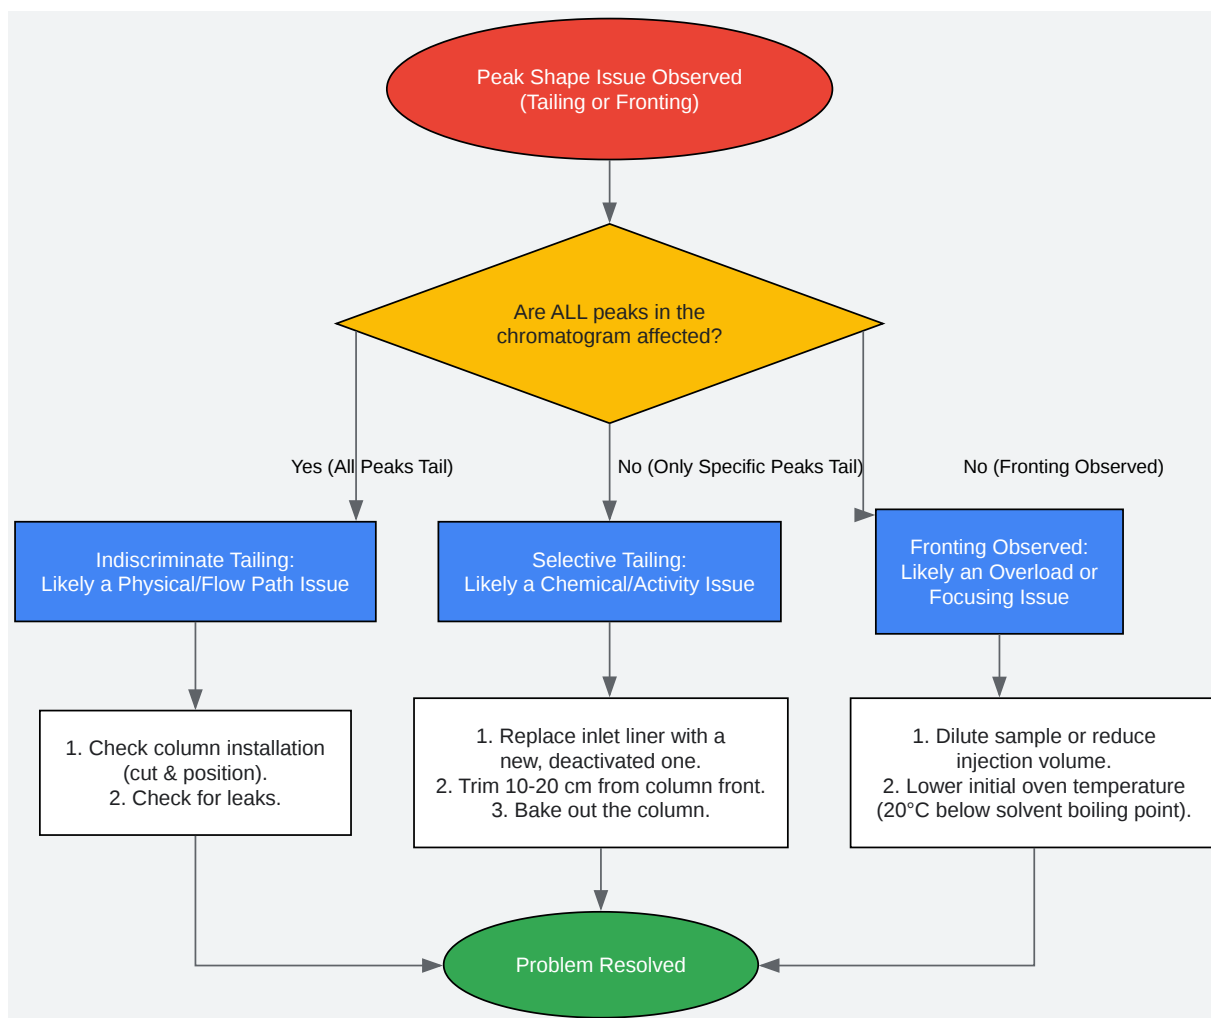 Peak Shape Issue Observed
(Tailing or Fronting)
Are ALL peaks in the
chromatogram affected?
Yes (All Peaks Tail)
No (Only Specific Peaks Tail)
No (Fronting Observed)
Indiscriminate Tailing:
Likely a Physical/Flow Path Issue
Selective Tailing:
Likely a Chemical/Activity Issue
Fronting Observed:
Likely an Overload or
Focusing Issue
1. Check column installation
(cut & position).
2. Check for leaks.
1. Replace inlet liner with a
new, deactivated one.
2. Trim 10-20 cm from column front.
3. Bake out the column.
1. Dilute sample or reduce
injection volume.
2. Lower initial oven temperature
(20°C below solvent boiling point).
Problem Resolved